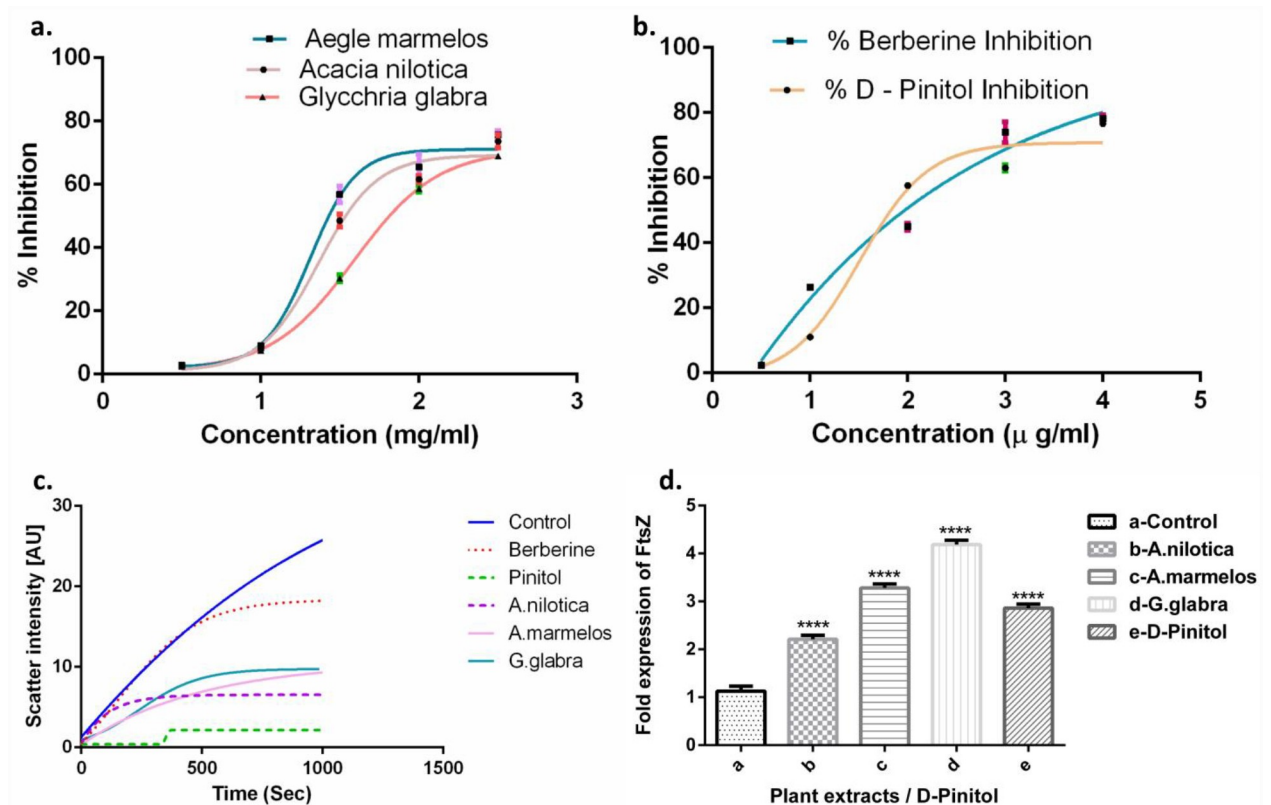 a.
Aegle marmelos
Acacia nilotica
Glycchria glabra
% Inhibition
100
80
60
40
20
0
0 1 2 3
Concentration (mg/ml)
b.
% Berberine Inhibition
% D - Pinitol Inhibition
% Inhibition
100
80
60
40
20
0
0 1 2 3 4 5
Concentration (μ g/ml)
c.
Scatter intensity [AU]
30
20
10
0
0 500 1000 1500
Time (Sec)
Control
Berberine
Pinitol
A.nilotica
A.marmelos
G.glabra
d.
Fold expression of FtsZ
5
4
3
2
1
0
****
****
****
****
a b c d e
Plant extracts / D-Pinitol
a-Control
b-A.nilotica
c-A.marmelos
d-G.glabra
e-D-Pinitol